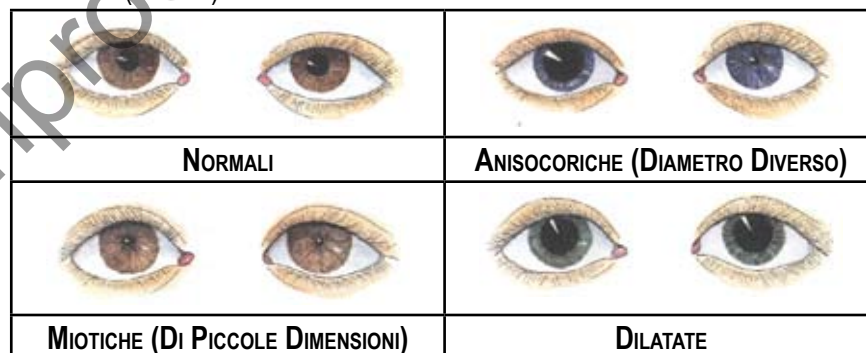 NORMALI
ANISOCORICHE (DIAMETRO DIVERSO)
MIOTICHE (DI PICCOLE DIMENSIONI)
DILATATE